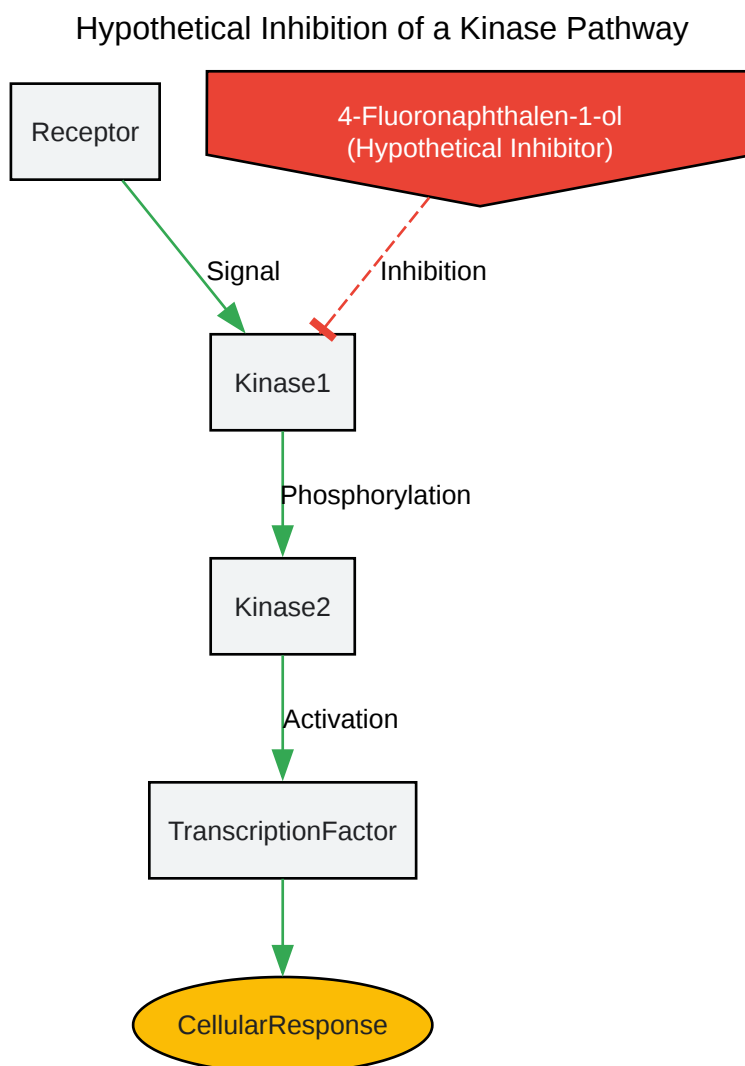 Hypothetical Inhibition of a Kinase Pathway
Receptor
4-Fluoronaphthalen-1-ol
(Hypothetical Inhibitor)
Signal
Inhibition
Kinase1
Phosphorylation
Kinase2
Activation
TranscriptionFactor
CellularResponse